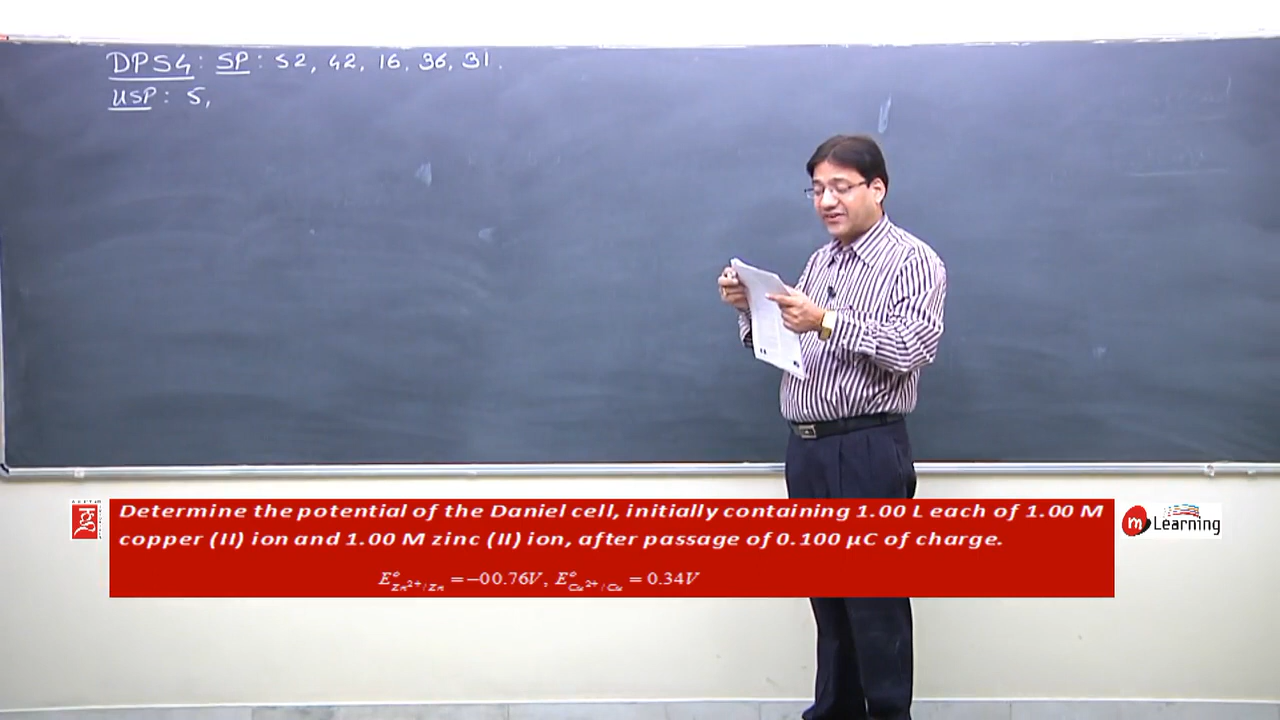 DPS4: SP: 52, 42, 16, 36, 31.
USP: 5,
Determine the potential of the Daniel cell, initially containing 1.00 L each of 1.00 M
copper (II) ion and 1.00 M zinc (II) ion, after passage of 0.100 µC of charge.
E°Zn²⁺/Zn = −00.76V, E°Cu²⁺/Cu = 0.34V
m Learning